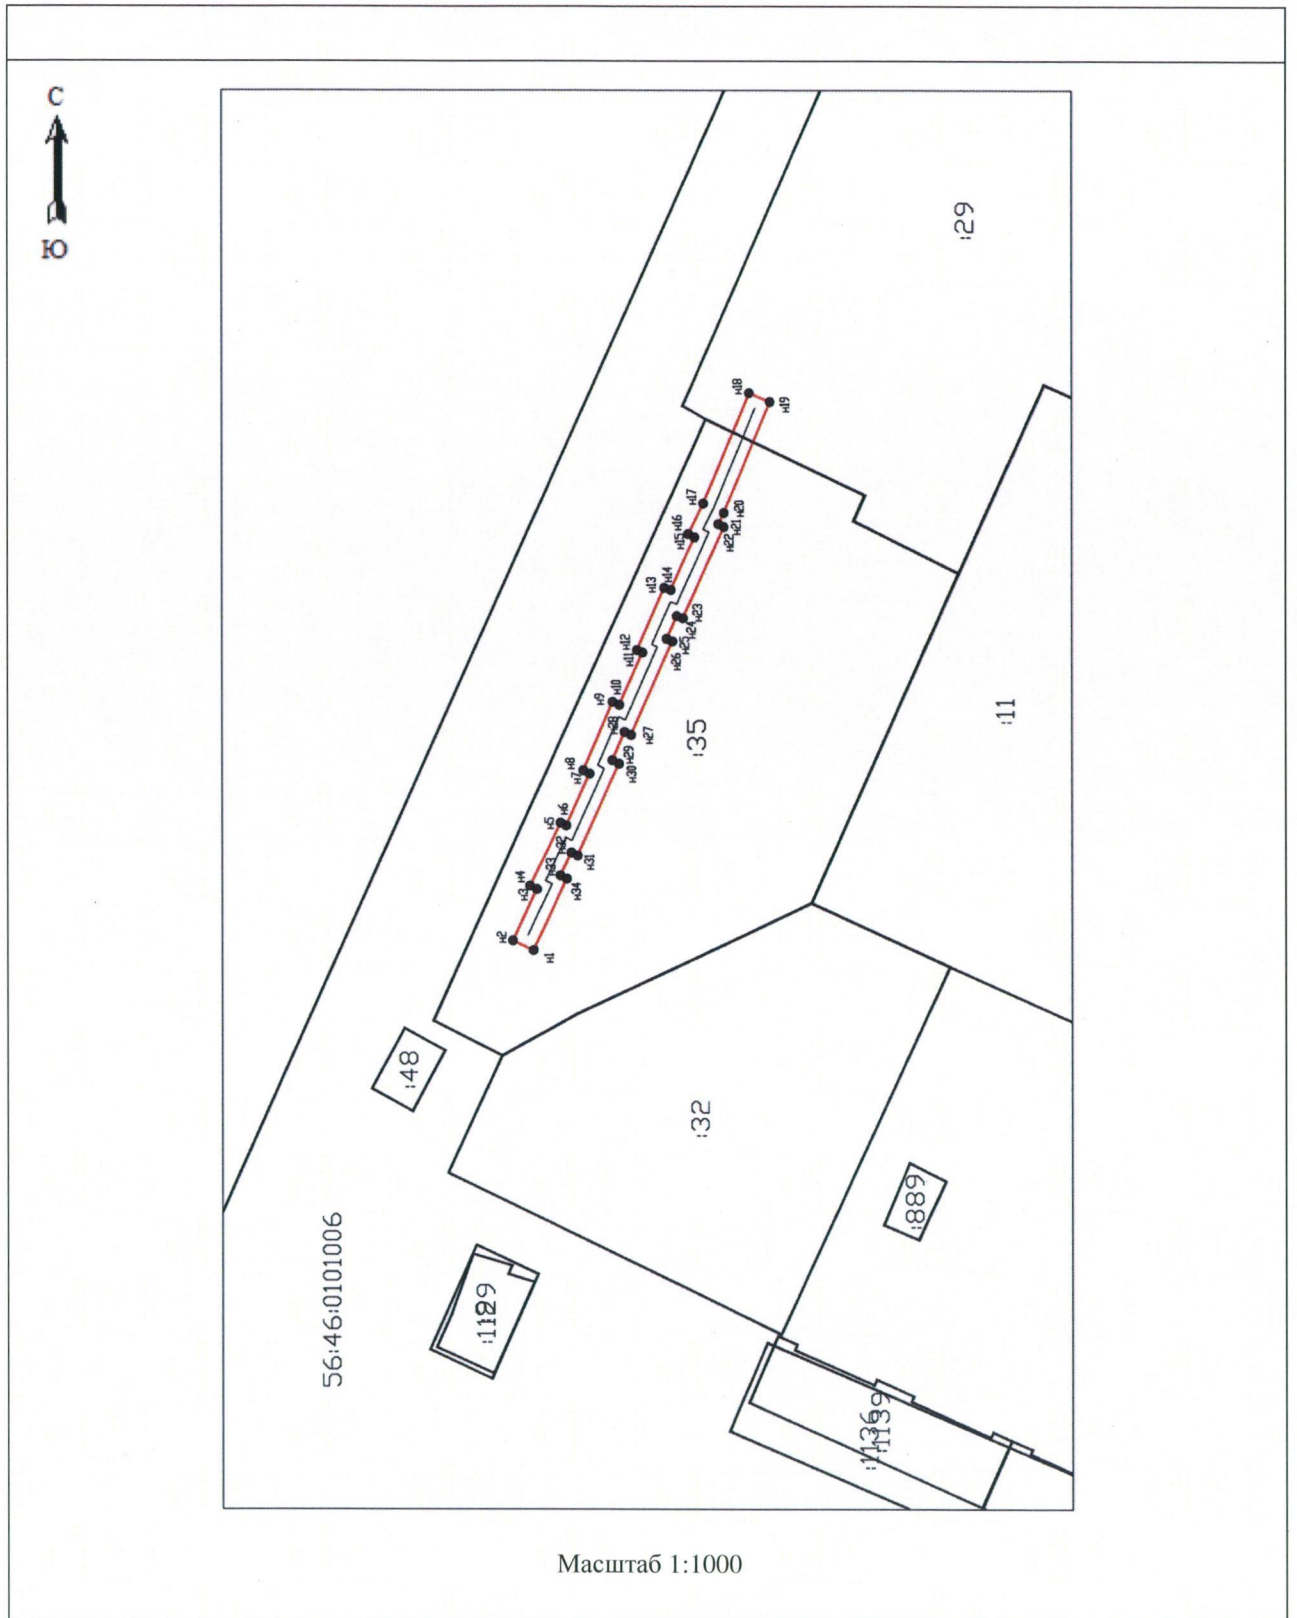 С
Ю
:29
н18
н19
н17
н20
н16
н21
н15
н22
н14
н13
н23
н24
н12
н25
н11
н26
н10
н9
н28
н27
:35
:11
н29
н8
н30
н7
н6
н5
н32
н31
н33
н4
н34
н3
н2
н1
:48
:32
:889
56:46:0101006
:1139
:1136
Масштаб 1:1000